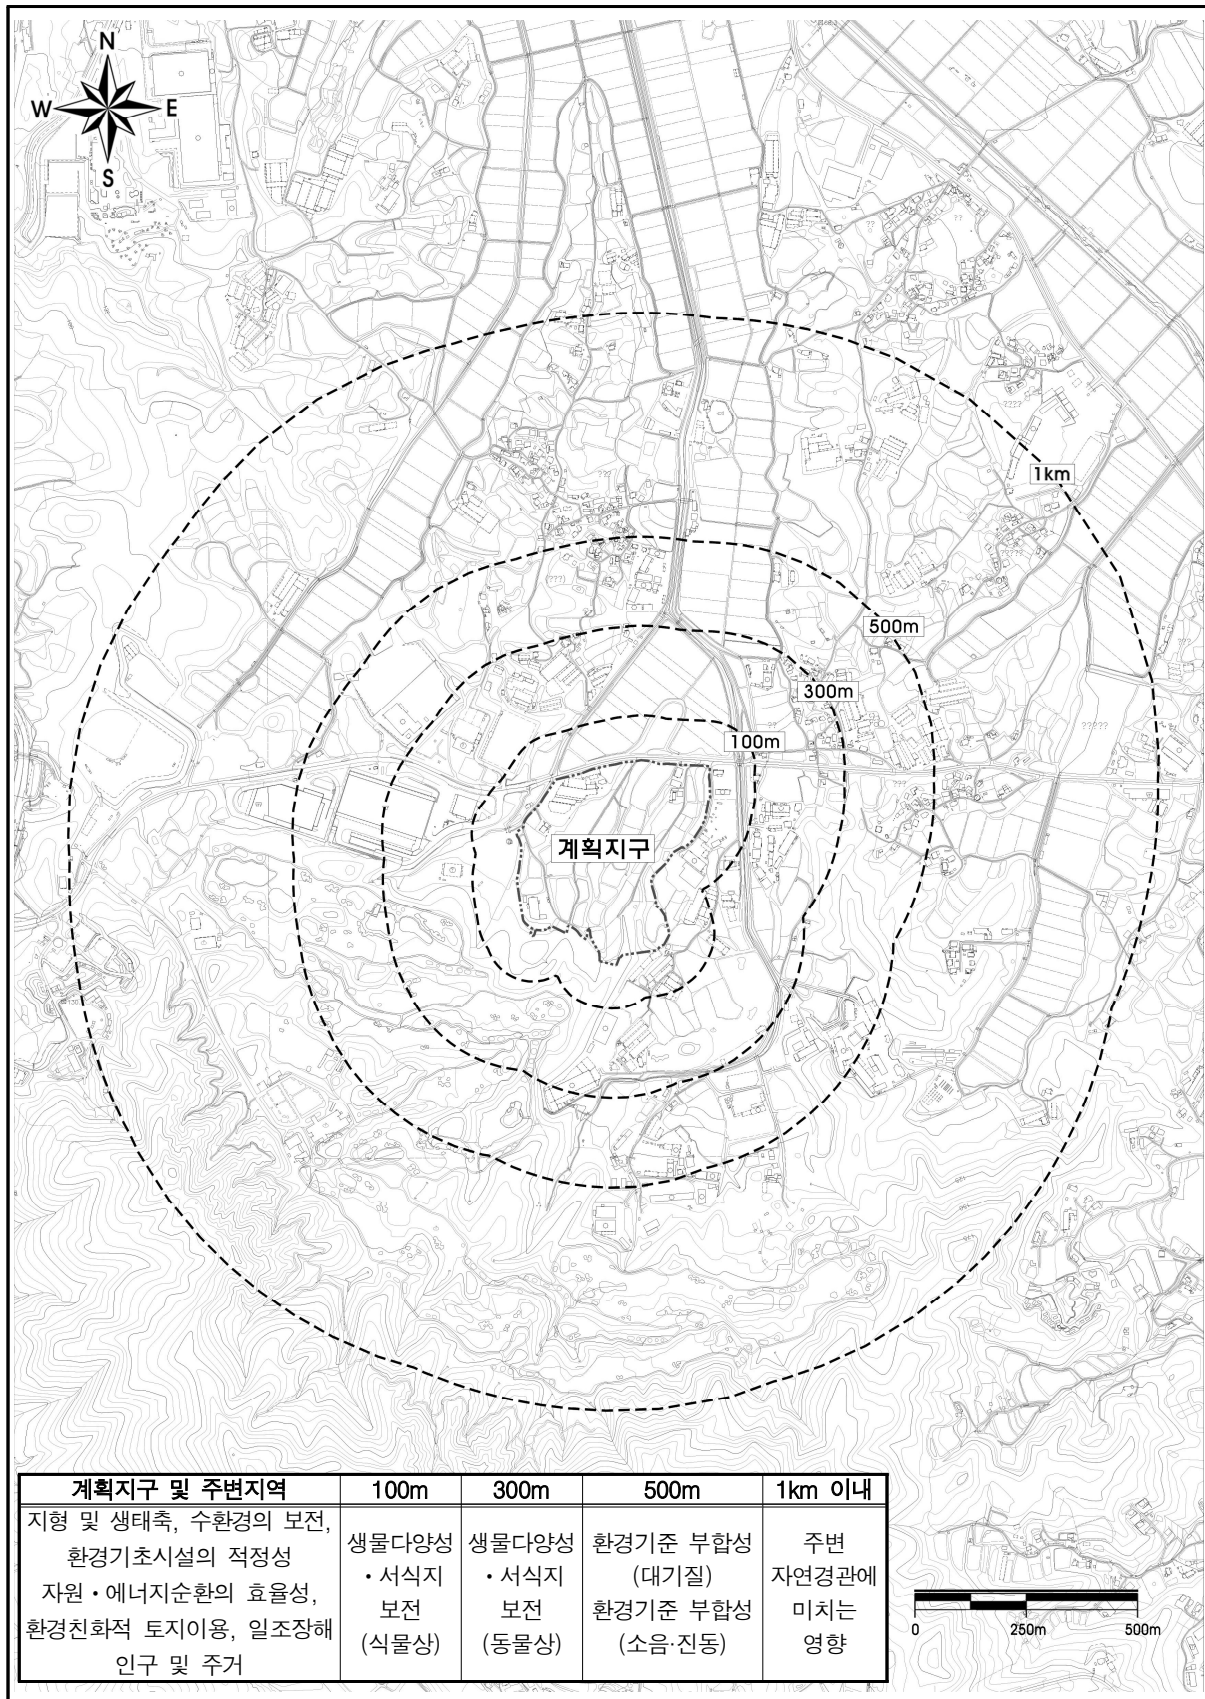 N
W E
S
1km
500m
300m
100m
계획지구
계획지구 및 주변지역 100m 300m 500m 1km 이내
지형 및 생태축, 수환경의 보전,
환경기초시설의 적정성
자원・에너지순환의 효율성,
환경친화적 토지이용, 일조장해
인구 및 주거
생물다양성
・서식지
보전
(식물상)
생물다양성
・서식지
보전
(동물상)
환경기준 부합성
(대기질)
환경기준 부합성
(소음·진동)
주변
자연경관에
미치는
영향
0 250m 500m